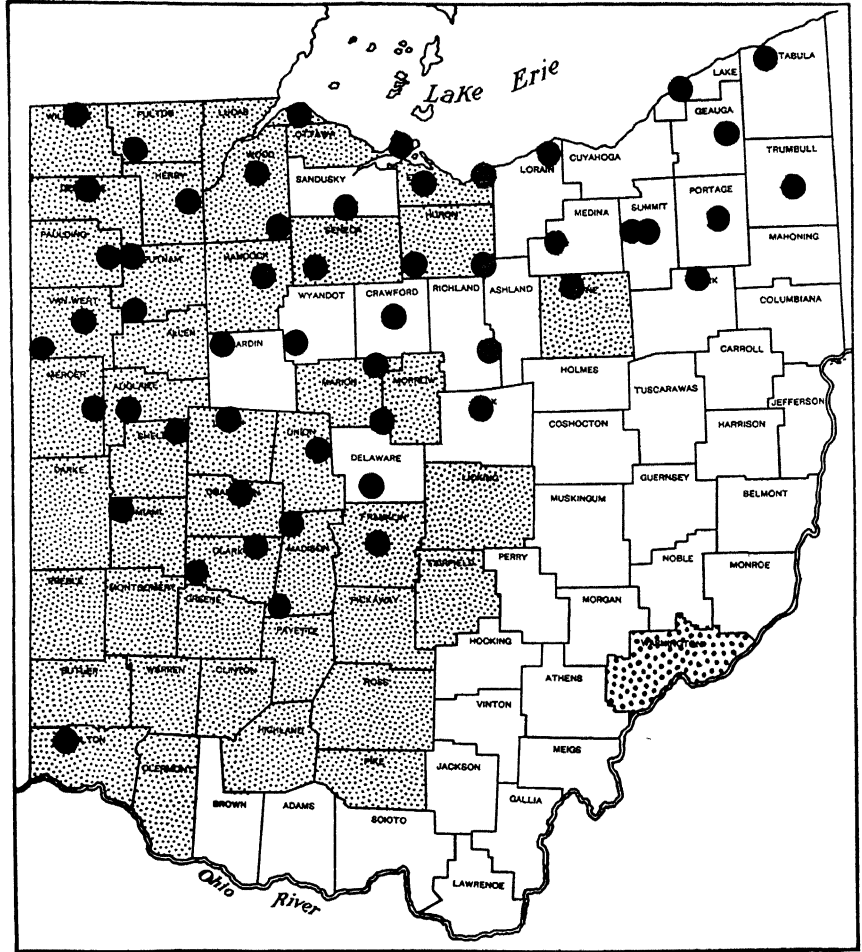 Lake Erie
LAKE
TABULA
GEAUGA
FULTON
LUCAS
OTTAWA
WOOD
SANDUSKY
LORAIN
CUYAHOGA
TRUMBULL
HENRY
SUMMIT
PORTAGE
MEDINA
HURON
PAULDING
SENECA
MAHONING
HANCOCK
PUTNAM
WYANDOT
CRAWFORD
RICHLAND
ASHLAND
VAN WERT
COLUMBIANA
ALLEN
ARDIN
CARROLL
HOLMES
MERCER
MARION
MORROW
AUGLAIZE
TUSCARAWAS
JEFFERSON
COSHOCTON
HARRISON
UNION
DELAWARE
DARKE
LICKING
GUERNSEY
BELMONT
MUSKINGUM
MIAMI
FRANKLIN
CLARK
MADISON
PERRY
FAIRFIELD
NOBLE
MONROE
PREBLE
MONTGOMERY
GREENE
PICKAWAY
MORGAN
FAYETTE
HOCKING
WASHINGTON
BUTLER
WARREN
CLINTON
ROSS
ATHENS
VINTON
HIGHLAND
MEIGS
CLERMONT
PIKE
JACKSON
BROWN
ADAMS
SOIOTO
GALLIA
LAWRENCE
Ohio River